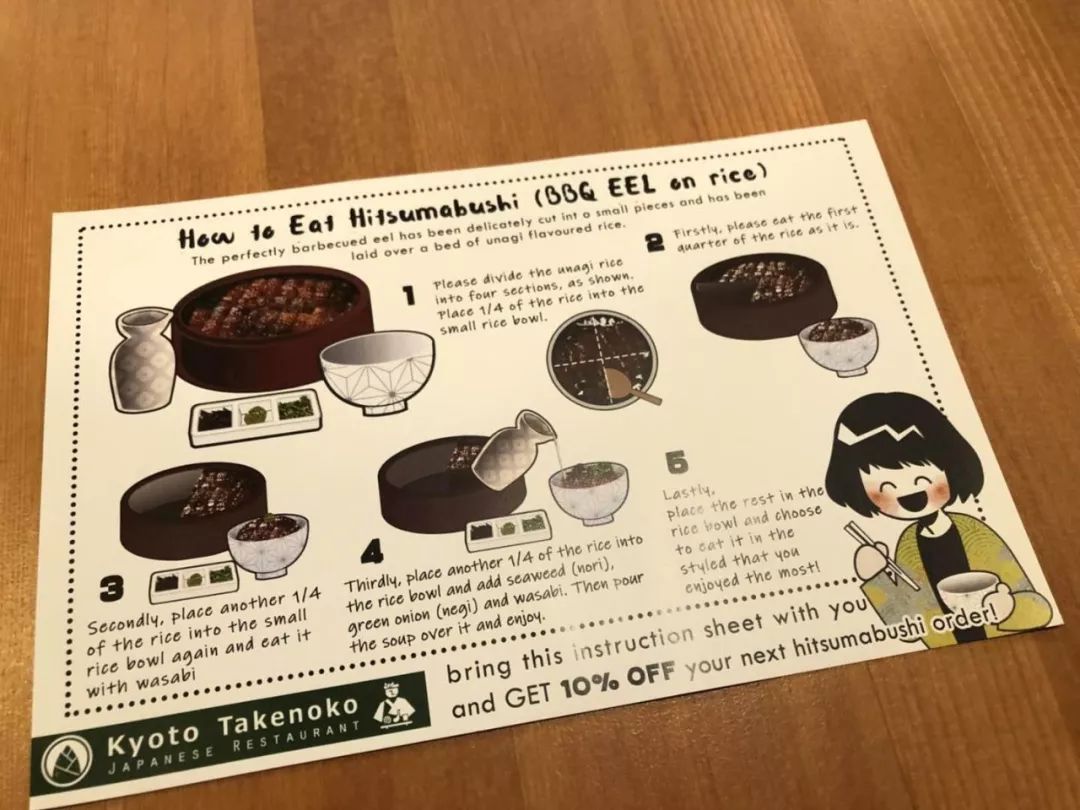 How to Eat Hitsumabushi (BBQ EEL on rice)
The perfectly barbecued eel has been delicately cut into a small pieces and has been
laid over a bed of unagi flavoured rice.
1
Please divide the unagi rice
into four sections, as shown.
Place 1/4 of the rice into the
small rice bowl.
2
Firstly, please eat the first
quarter of the rice as it is.
3
Secondly, place another 1/4
of the rice into the small
rice bowl again and eat it
with wasabi
4
Thirdly, place another 1/4 of the rice into
the rice bowl and add seaweed (nori),
green onion (negi) and wasabi. Then pour
the soup over it and enjoy.
5
Lastly,
place the rest in the
rice bowl and choose
to eat it in the
styled that you
enjoyed the most!
bring this instruction sheet with you
and GET 10% OFF your next hitsumabushi order!
Kyoto Takenoko
JAPANESE RESTAURANT